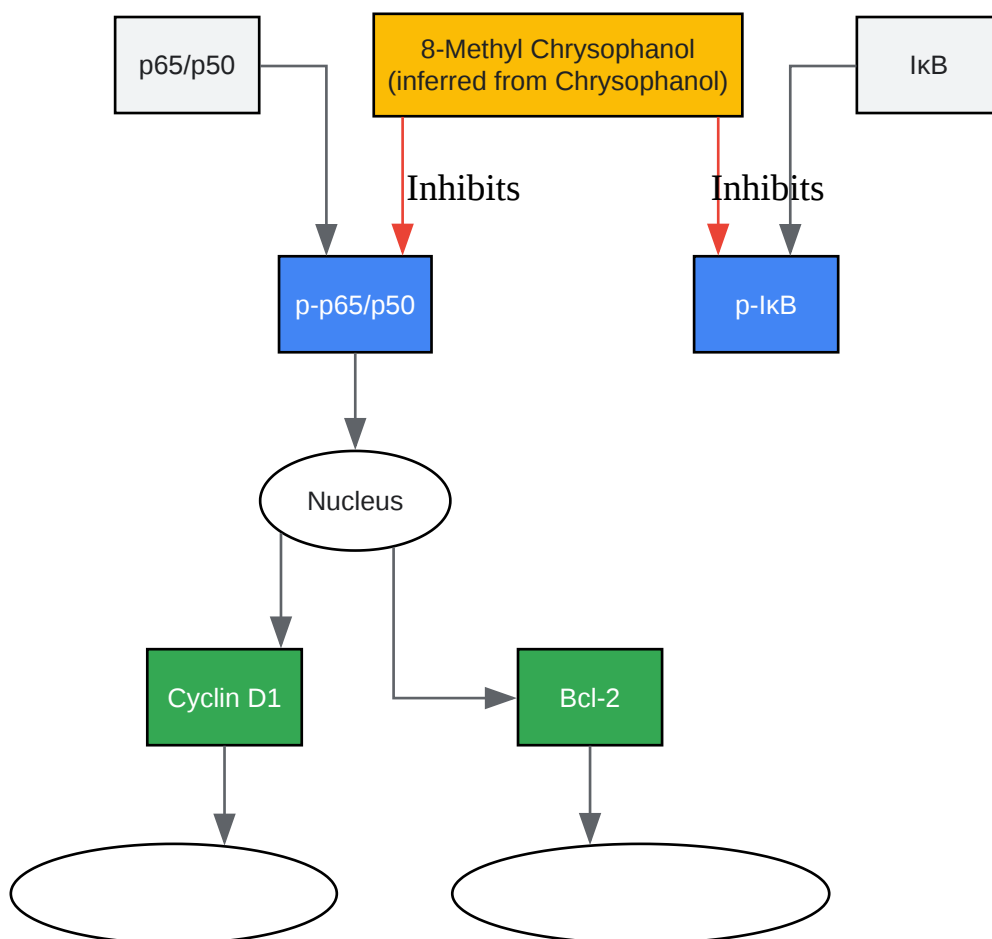 p65/p50
8-Methyl Chrysophanol
(inferred from Chrysophanol)
IκB
Inhibits
Inhibits
p-p65/p50
p-IκB
Nucleus
Cyclin D1
Bcl-2